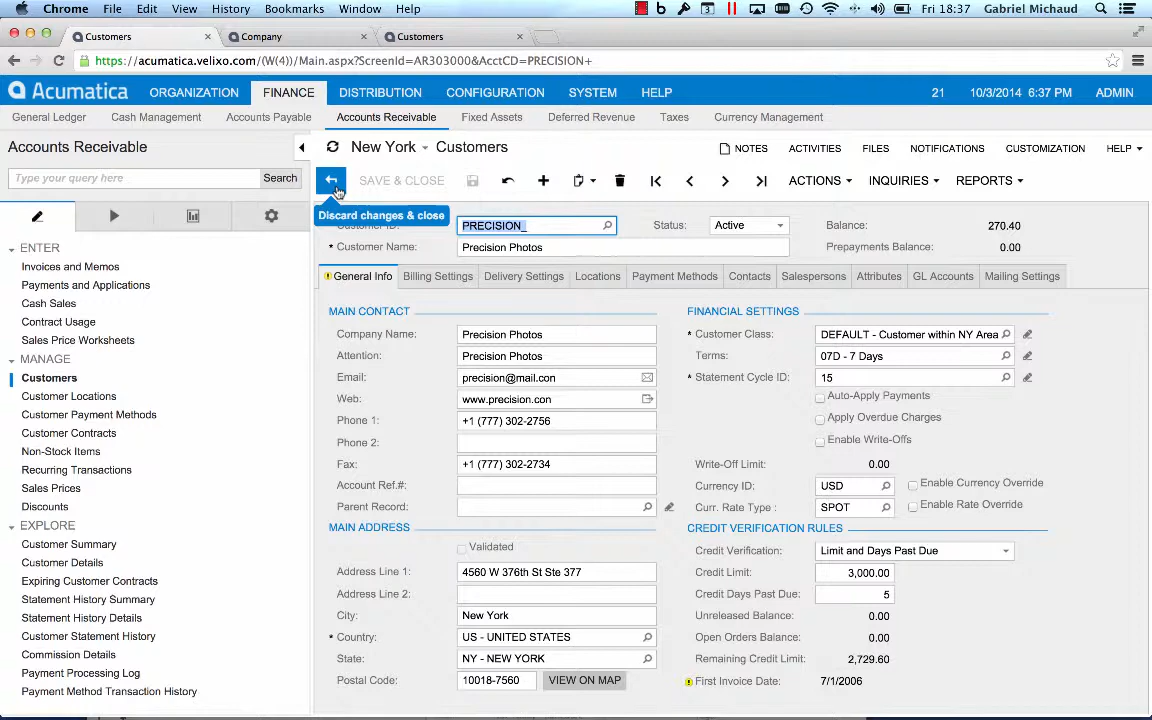 Chrome File Edit View History Bookmarks Window Help Fri 18:37 Gabriel Michaud
Customers Company Customers
https://acumatica.velixo.com/(W(4))/Main.aspx?ScreenId=AR303000&AcctCD=PRECISION+
Acumatica ORGANIZATION FINANCE DISTRIBUTION CONFIGURATION SYSTEM HELP 21 10/3/2014 6:37 PM ADMIN
General Ledger Cash Management Accounts Payable Accounts Receivable Fixed Assets Deferred Revenue Taxes Currency Management
Accounts Receivable
Type your query here Search
ENTER
Invoices and Memos
Payments and Applications
Cash Sales
Contract Usage
Sales Price Worksheets
MANAGE
Customers
Customer Locations
Customer Payment Methods
Customer Contracts
Non-Stock Items
Recurring Transactions
Sales Prices
Discounts
EXPLORE
Customer Summary
Customer Details
Expiring Customer Contracts
Statement History Summary
Statement History Details
Customer Statement History
Commission Details
Payment Processing Log
Payment Method Transaction History
New York Customers NOTES ACTIVITIES FILES NOTIFICATIONS CUSTOMIZATION HELP
SAVE & CLOSE ACTIONS INQUIRIES REPORTS
Discard changes & close
Customer ID: PRECISION_ Status: Active Balance: 270.40
* Customer Name: Precision Photos Prepayments Balance: 0.00
General Info Billing Settings Delivery Settings Locations Payment Methods Contacts Salespersons Attributes GL Accounts Mailing Settings
MAIN CONTACT
Company Name: Precision Photos
Attention: Precision Photos
Email: precision@mail.con
Web: www.precision.con
Phone 1: +1 (777) 302-2756
Phone 2:
Fax: +1 (777) 302-2734
Account Ref.#:
Parent Record:
MAIN ADDRESS
Validated
Address Line 1: 4560 W 376th St Ste 377
Address Line 2:
City: New York
* Country: US - UNITED STATES
State: NY - NEW YORK
Postal Code: 10018-7560 VIEW ON MAP
FINANCIAL SETTINGS
* Customer Class: DEFAULT - Customer within NY Area
Terms: 07D - 7 Days
* Statement Cycle ID: 15
Auto-Apply Payments
Apply Overdue Charges
Enable Write-Offs
Write-Off Limit: 0.00
Currency ID: USD Enable Currency Override
Curr. Rate Type : SPOT Enable Rate Override
CREDIT VERIFICATION RULES
Credit Verification: Limit and Days Past Due
Credit Limit: 3,000.00
Credit Days Past Due: 5
Unreleased Balance: 0.00
Open Orders Balance: 0.00
Remaining Credit Limit: 2,729.60
First Invoice Date: 7/1/2006